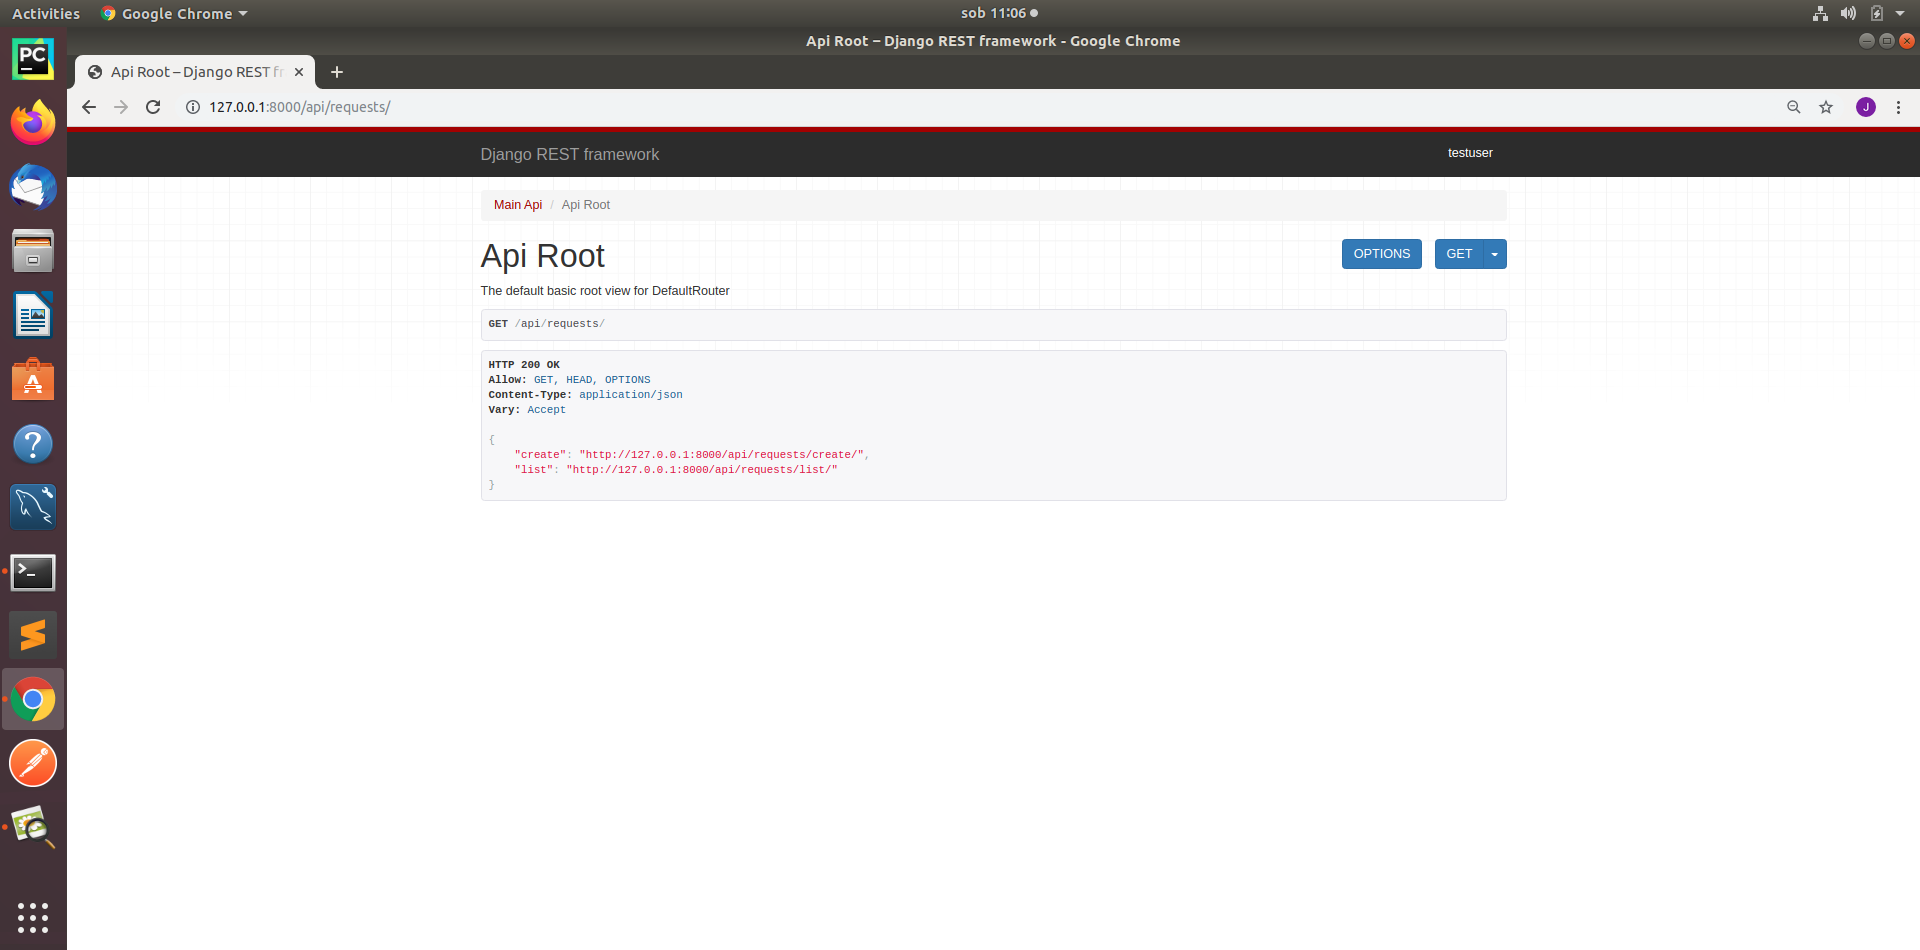 Activities
Google Chrome
sob 11:06
Api Root – Django REST framework - Google Chrome
PC
Api Root – Django REST fr
127.0.0.1:8000/api/requests/
J
Django REST framework
testuser
Main Api / Api Root
Api Root
OPTIONS
GET
The default basic root view for DefaultRouter
GET /api/requests/
HTTP 200 OK
Allow: GET, HEAD, OPTIONS
Content-Type: application/json
Vary: Accept
{
    "create": "http://127.0.0.1:8000/api/requests/create/",
    "list": "http://127.0.0.1:8000/api/requests/list/"
}